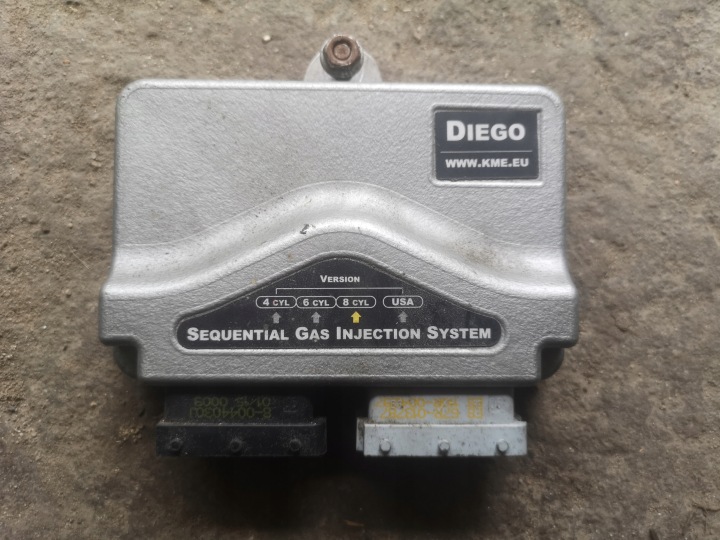 DIEGO
WWW.KME.EU
VERSION
4 CYL 6 CYL 8 CYL USA
SEQUENTIAL GAS INJECTION SYSTEM